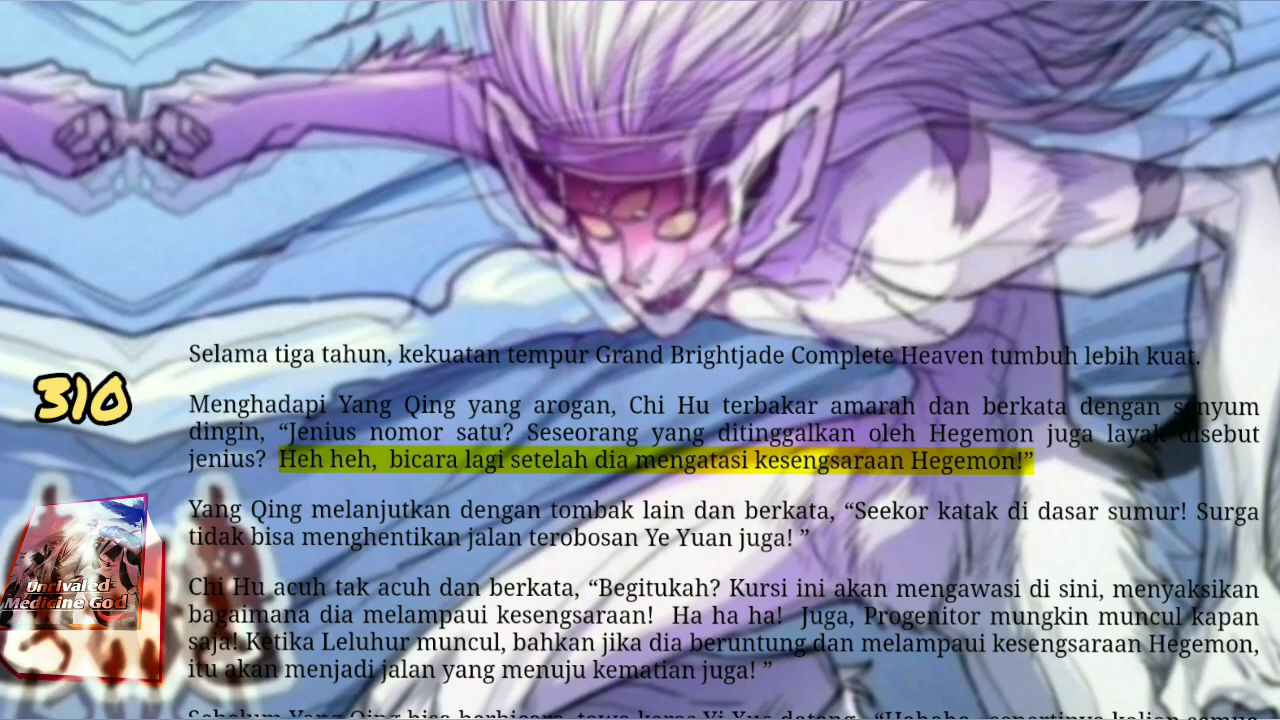 Selama tiga tahun, kekuatan tempur Grand Brightjade Complete Heaven tumbuh lebih kuat.
310
Menghadapi Yang Qing yang arogan, Chi Hu terbakar amarah dan berkata dengan senyum
dingin, “Jenius nomor satu? Seseorang yang ditinggalkan oleh Hegemon juga layak disebut
jenius? Heh heh, bicara lagi setelah dia mengatasi kesengsaraan Hegemon!”
Yang Qing melanjutkan dengan tombak lain dan berkata, “Seekor katak di dasar sumur! Surga
tidak bisa menghentikan jalan terobosan Ye Yuan juga! ”
Unrivaled
Medicine God
Chi Hu acuh tak acuh dan berkata, “Begitukah? Kursi ini akan mengawasi di sini, menyaksikan
bagaimana dia melampaui kesengsaraan! Ha ha ha! Juga, Progenitor mungkin muncul kapan
saja! Ketika Leluhur muncul, bahkan jika dia beruntung dan melampaui kesengsaraan Hegemon,
itu akan menjadi jalan yang menuju kematian juga! ”